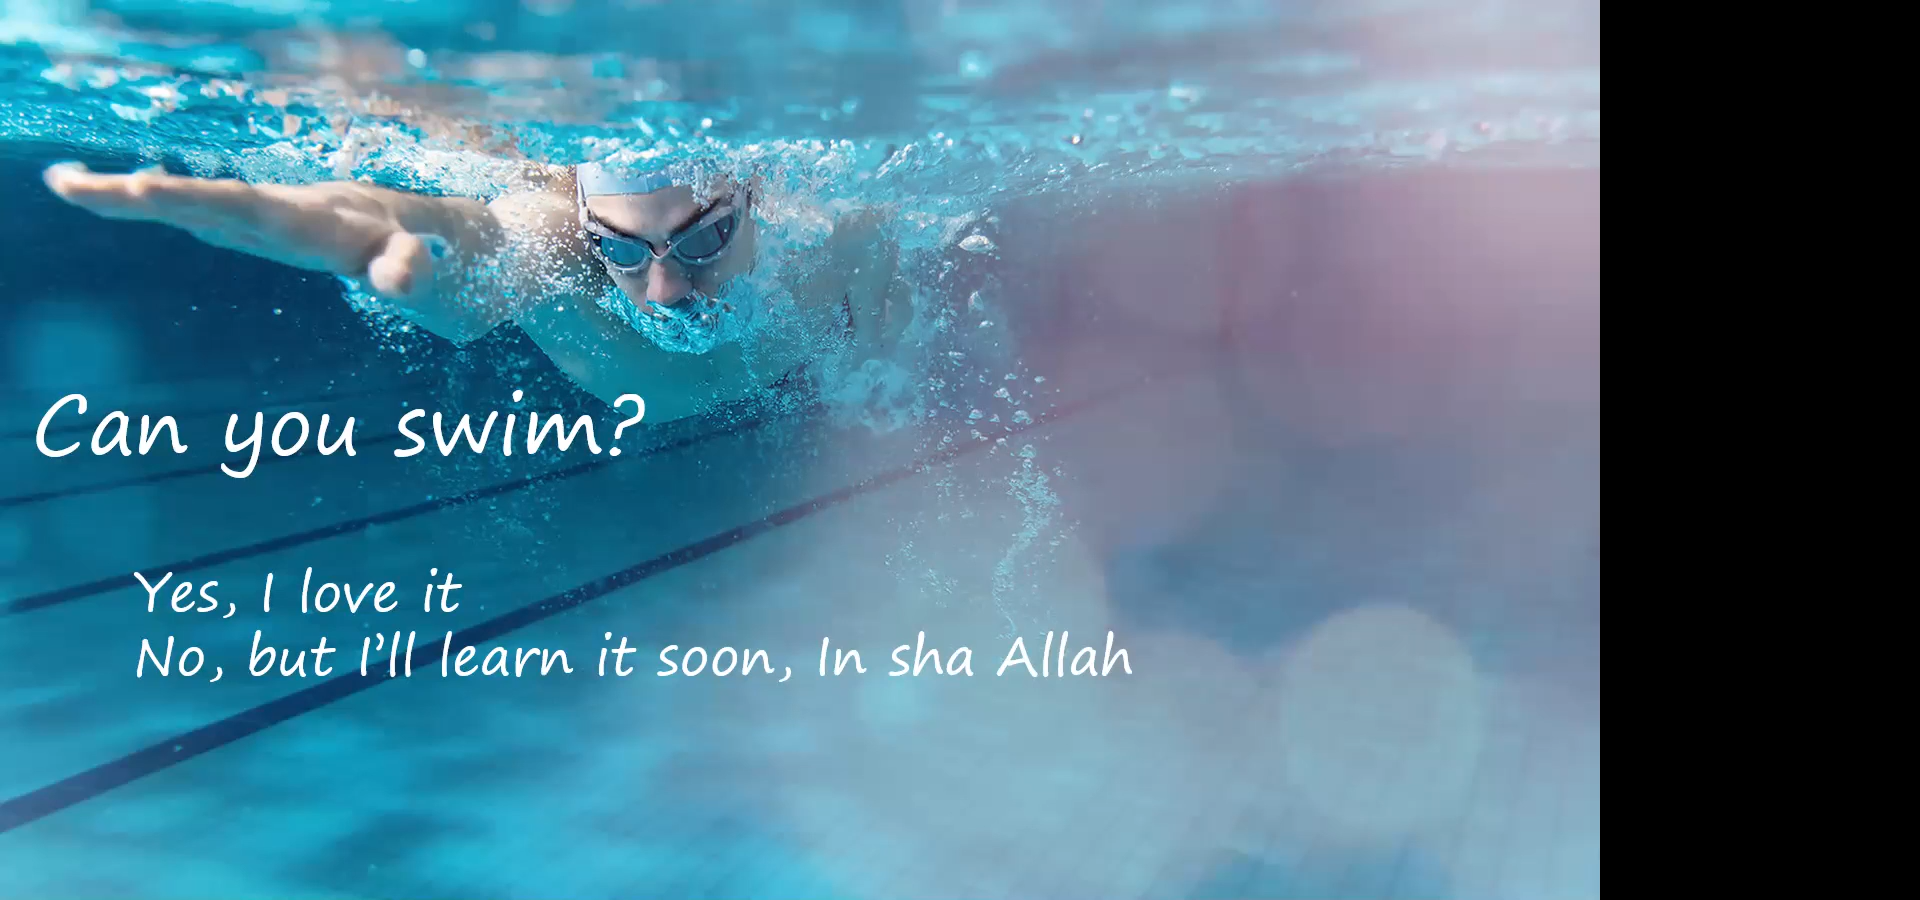 Can you swim?
Yes, I love it
No, but I’ll learn it soon, In sha Allah